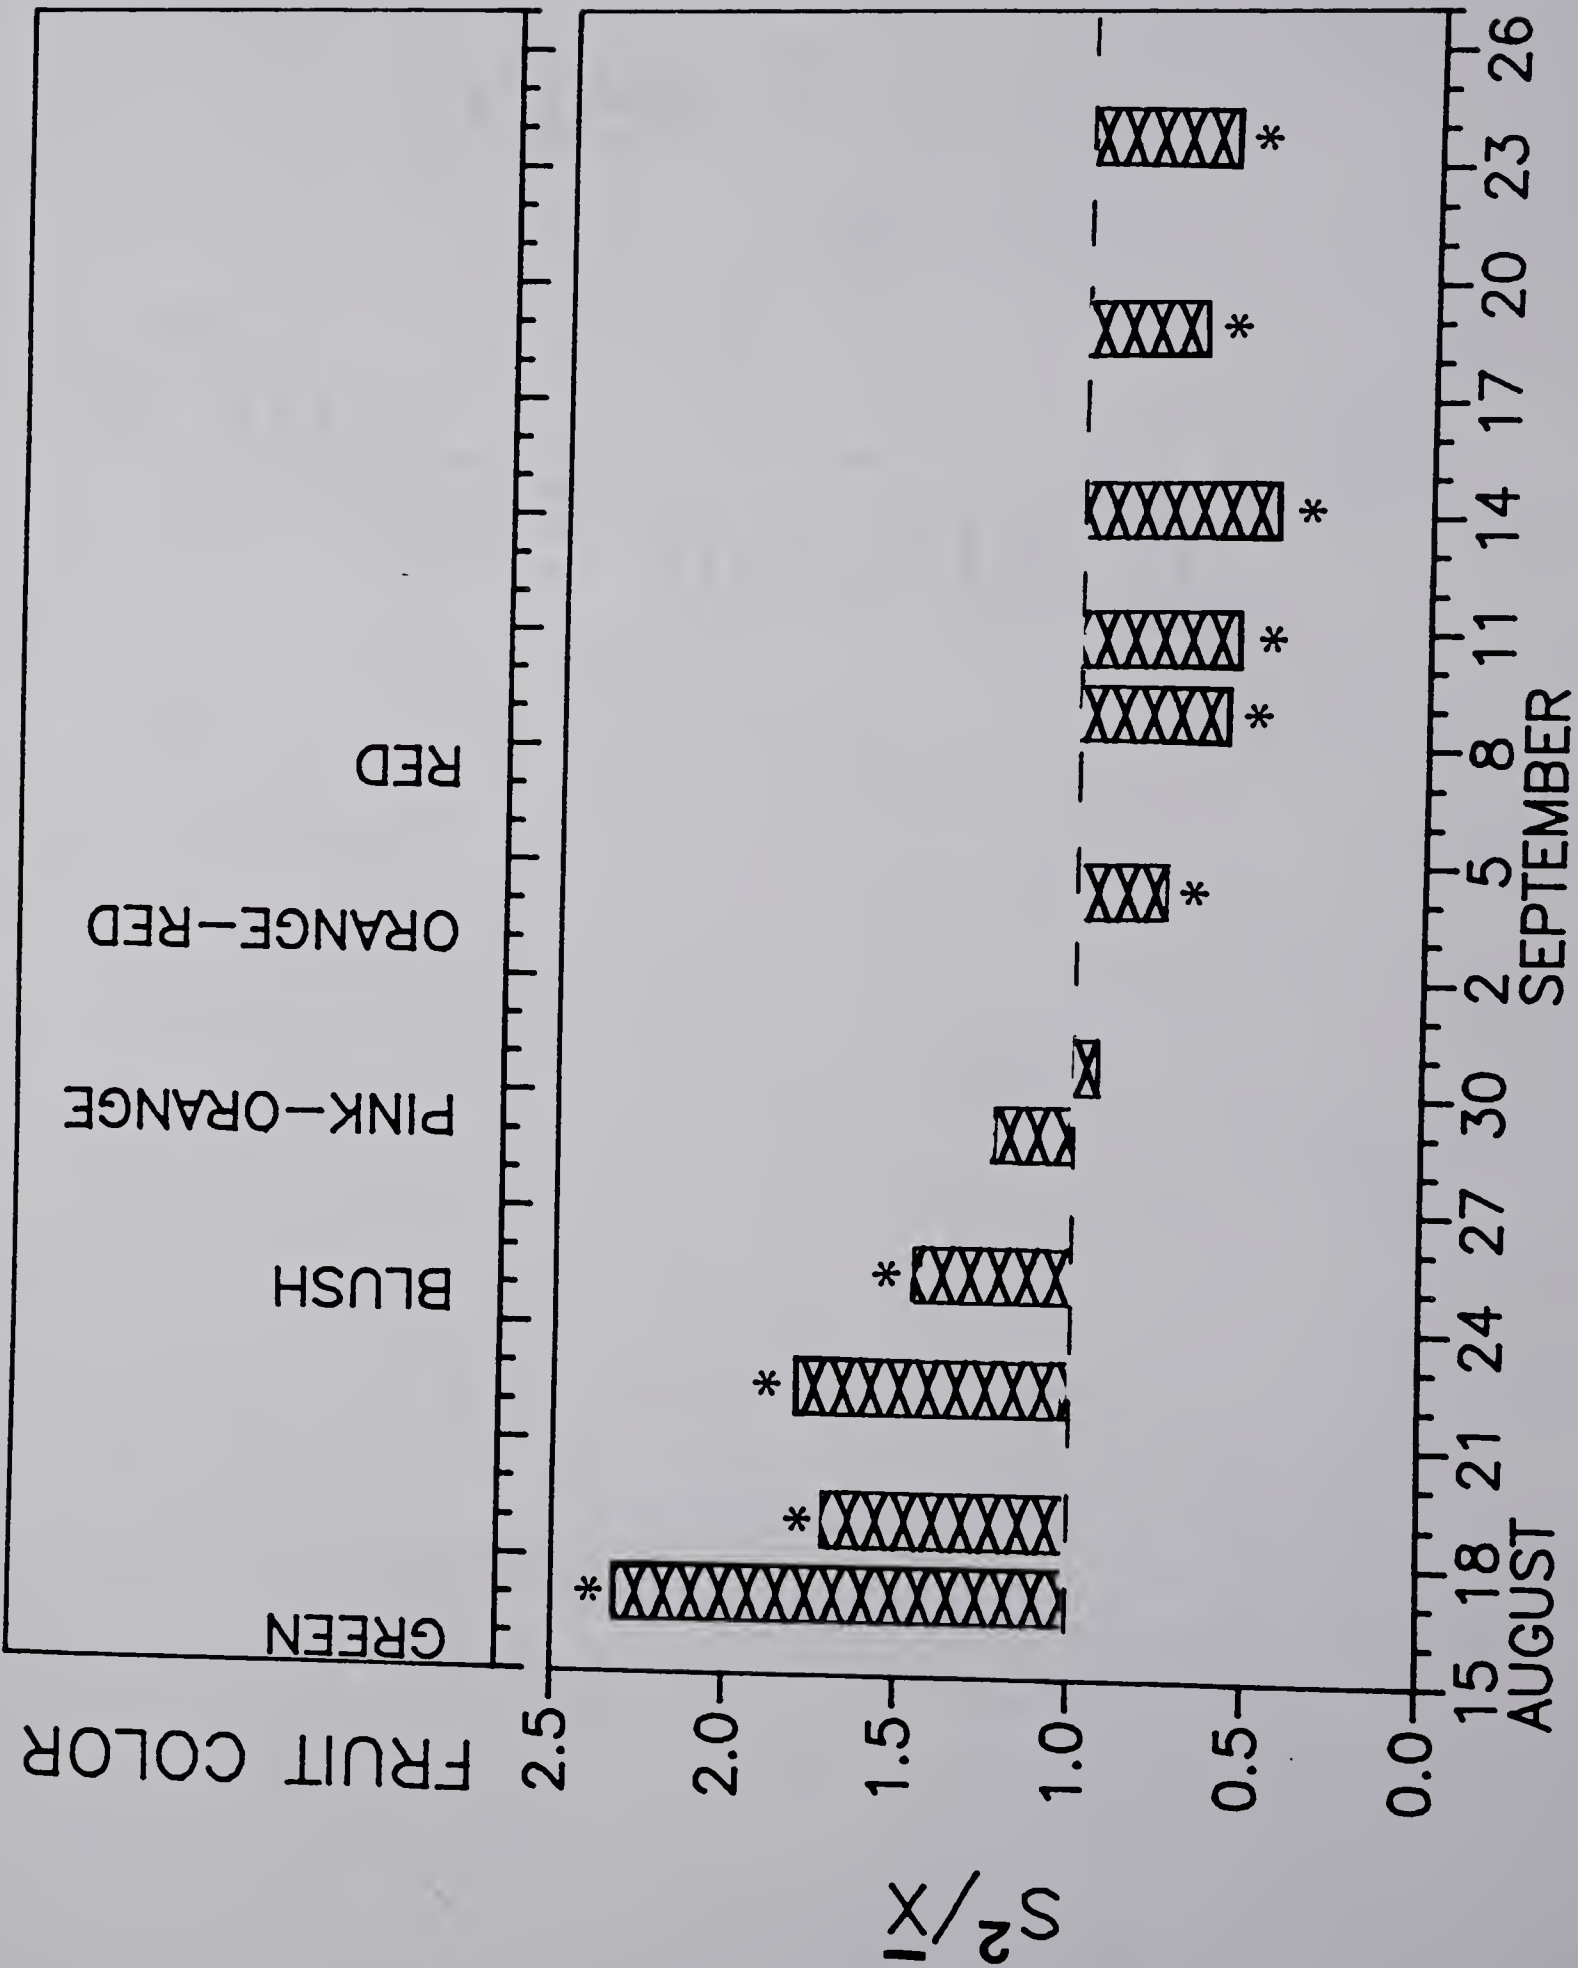 FRUIT COLOR
GREEN
BLUSH
PINK-ORANGE
ORANGE-RED
RED
S²/X̅
2.5
2.0
1.5
1.0
0.5
0.0
*
*
*
*
*
*
*
*
*
*
15 18 21 24 27 30 2 5 8 11 14 17 20 23 26
AUGUST SEPTEMBER